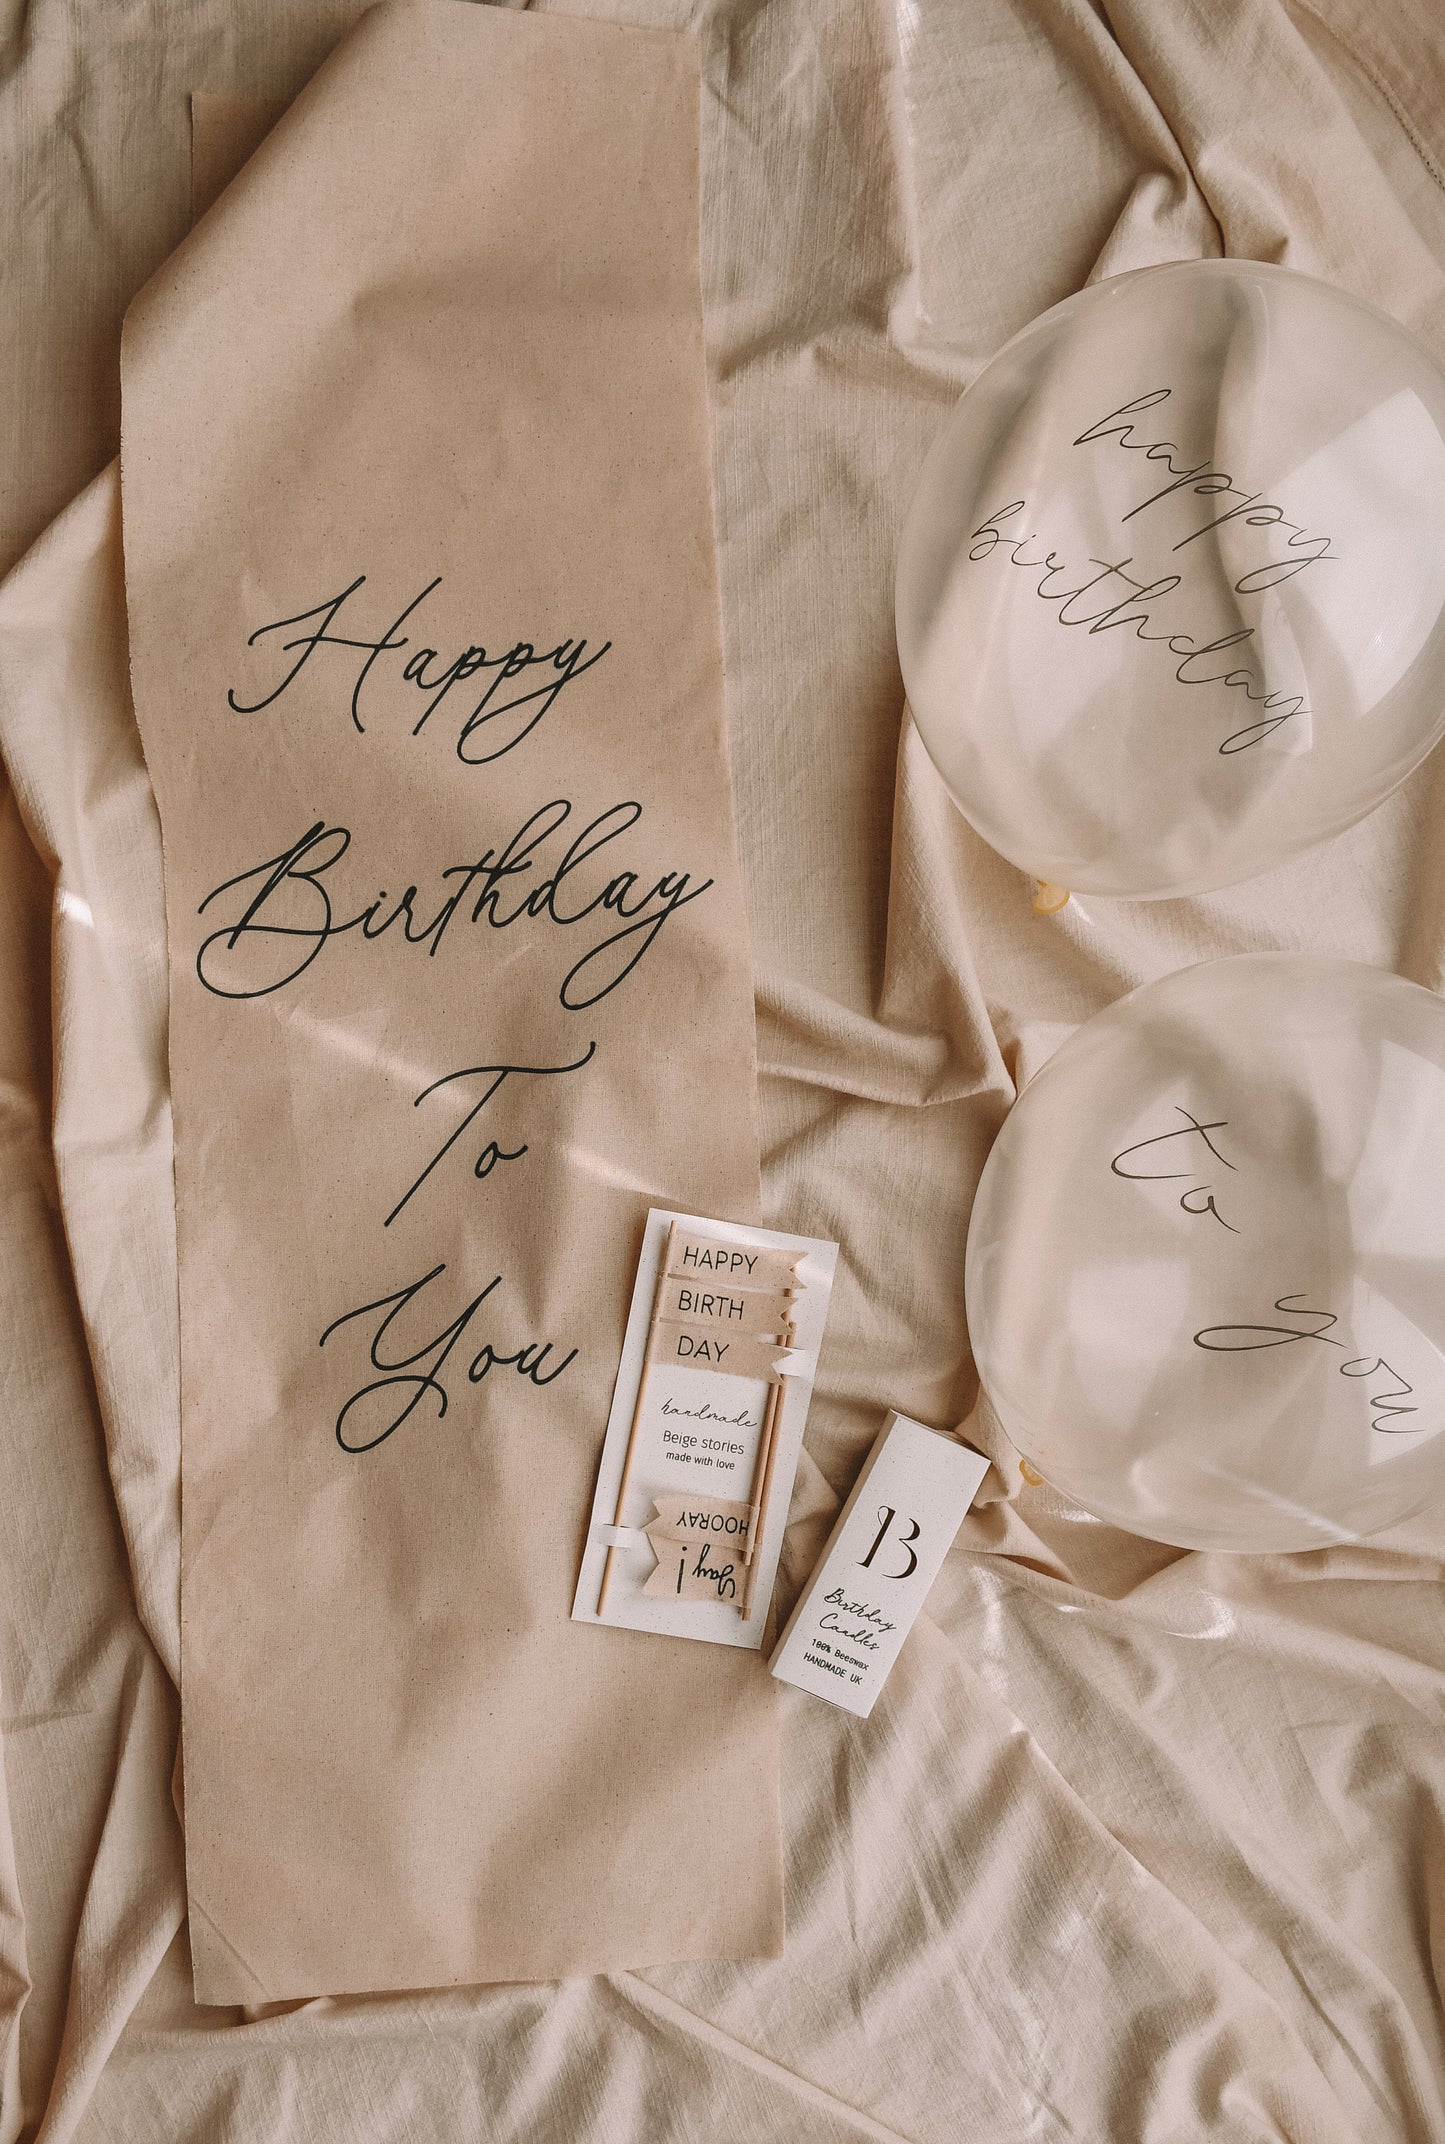 Happy
Birthday
To
You
happy
birthday
to
you
HAPPY
BIRTH
DAY
handmade
Beige stories
made with love
HOORAY
Yay!
B
Birthday
Candles
100% Beeswax
HANDMADE UK